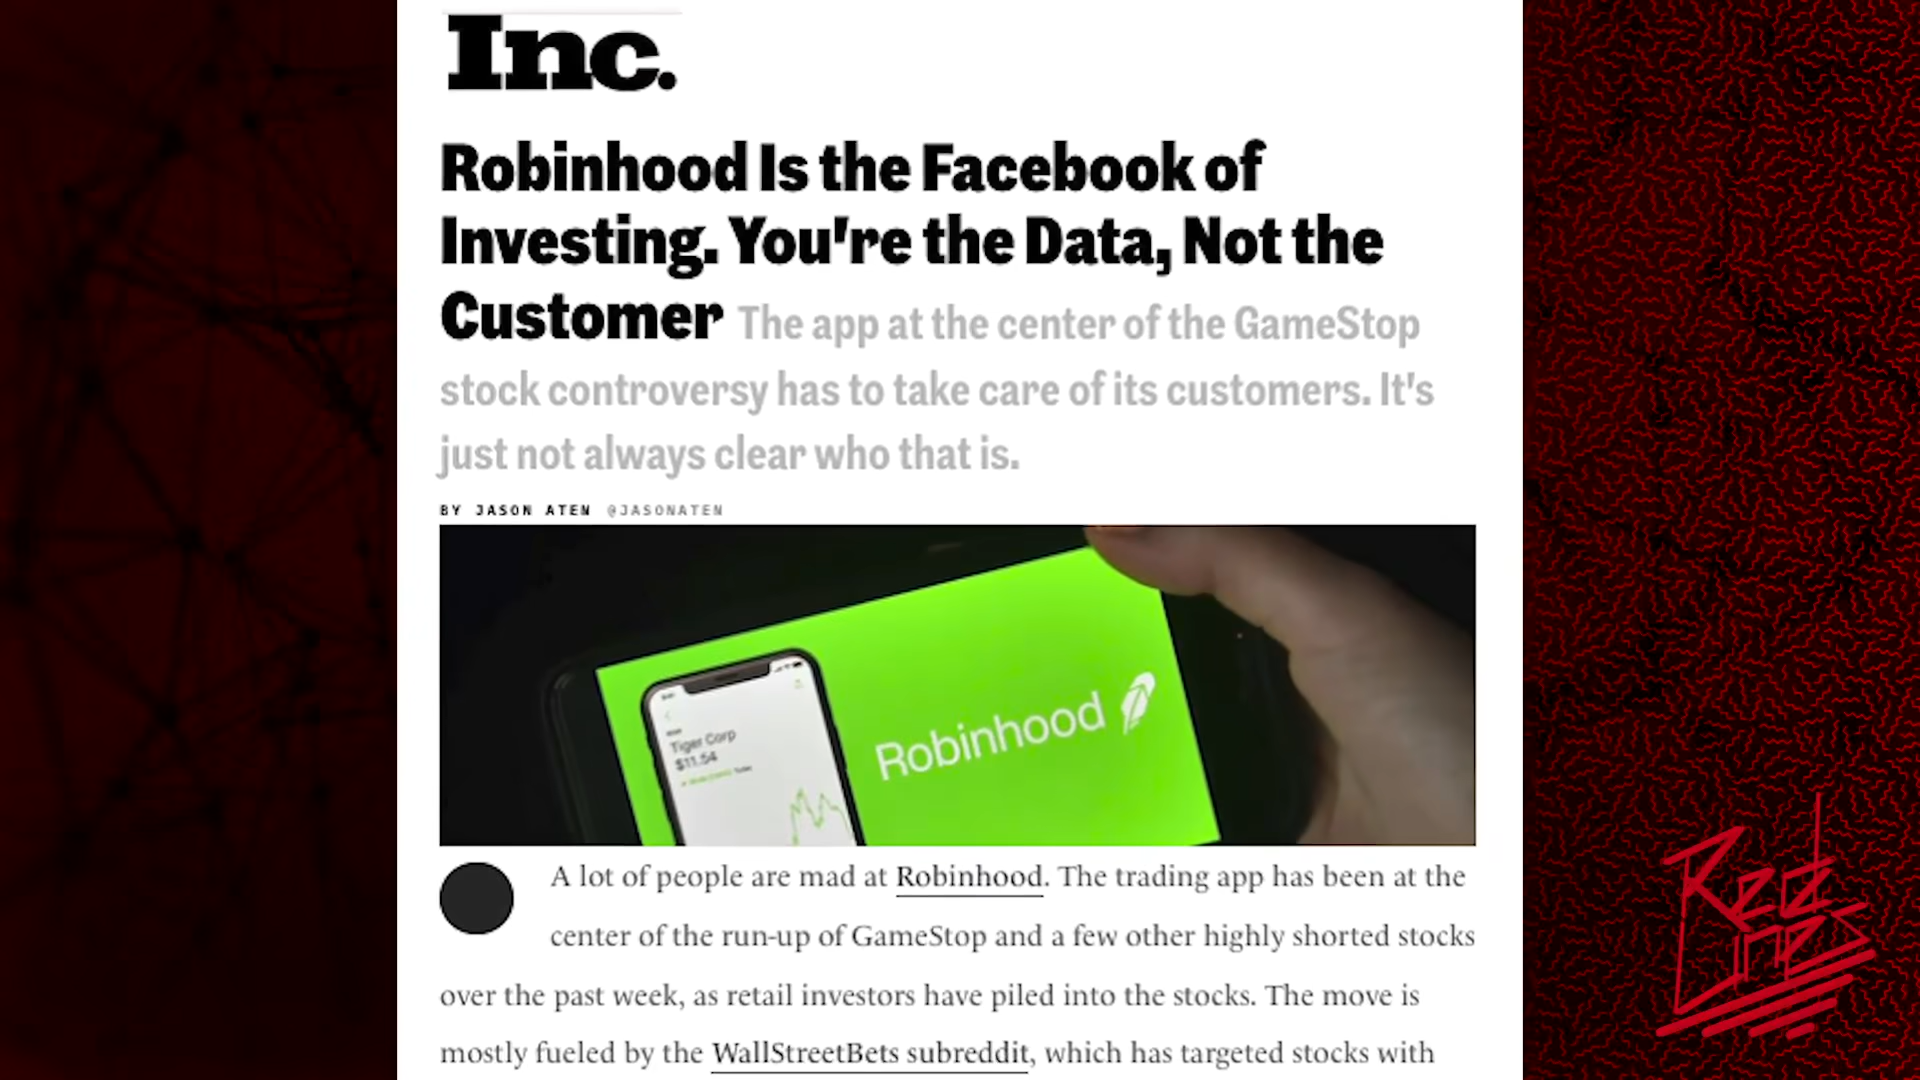 Inc.
Robinhood Is the Facebook of
Investing. You're the Data, Not the
Customer The app at the center of the GameStop
stock controversy has to take care of its customers. It's
just not always clear who that is.
BY JASON ATEN @JASONATEN
Tiger Corp
$11.54
Today
Robinhood
A lot of people are mad at Robinhood. The trading app has been at the
center of the run-up of GameStop and a few other highly shorted stocks
over the past week, as retail investors have piled into the stocks. The move is
mostly fueled by the WallStreetBets subreddit, which has targeted stocks with
Red
Lines